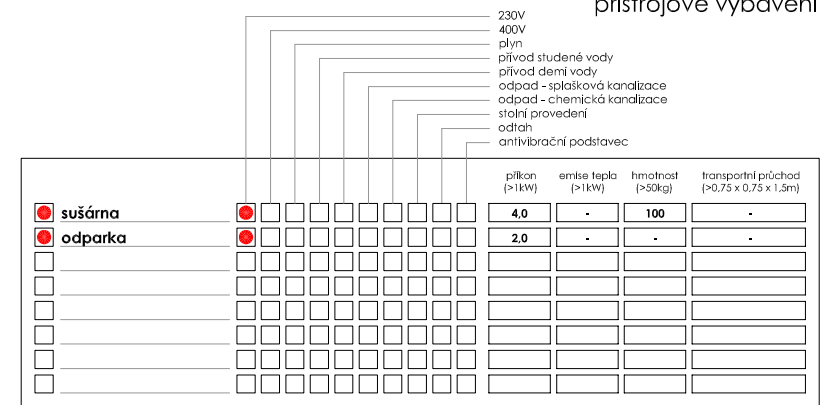 přístrojové vybavení
230V
400V
plyn
přívod studené vody
přívod demi vody
odpad - splašková kanalizace
odpad - chemická kanalizace
stolní provedení
odtah
antivibrační podstavec
příkon emise tepla hmotnost transportní průchod
(>1kW) (>1kW) (>50kg) (>0,75 x 0,75 x 1,5m)
sušárna 4,0 - 100 -
odparka 2,0 - - -